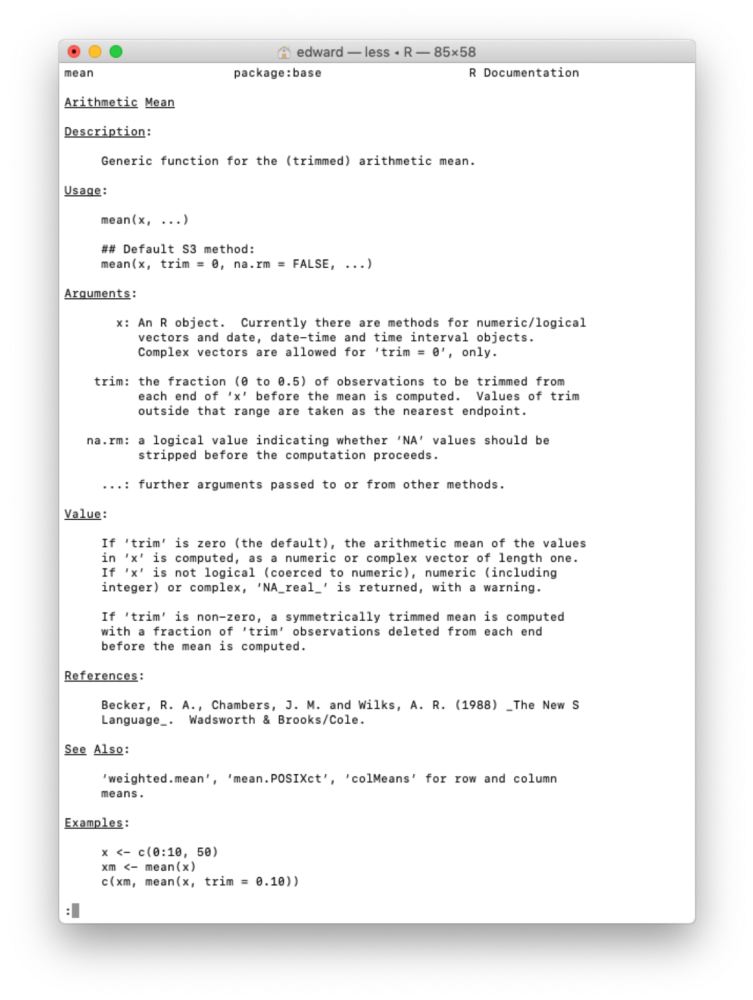 edward — less ◂ R — 85×58
mean package:base R Documentation
Arithmetic Mean
Description:
Generic function for the (trimmed) arithmetic mean.
Usage:
mean(x, ...)
## Default S3 method:
mean(x, trim = 0, na.rm = FALSE, ...)
Arguments:
x: An R object.  Currently there are methods for numeric/logical
vectors and date, date-time and time interval objects.
Complex vectors are allowed for ‘trim = 0’, only.
trim: the fraction (0 to 0.5) of observations to be trimmed from
each end of ‘x’ before the mean is computed.  Values of trim
outside that range are taken as the nearest endpoint.
na.rm: a logical value indicating whether ‘NA’ values should be
stripped before the computation proceeds.
...: further arguments passed to or from other methods.
Value:
If ‘trim’ is zero (the default), the arithmetic mean of the values
in ‘x’ is computed, as a numeric or complex vector of length one.
If ‘x’ is not logical (coerced to numeric), numeric (including
integer) or complex, ‘NA_real_’ is returned, with a warning.
If ‘trim’ is non-zero, a symmetrically trimmed mean is computed
with a fraction of ‘trim’ observations deleted from each end
before the mean is computed.
References:
Becker, R. A., Chambers, J. M. and Wilks, A. R. (1988) _The New S
Language_.  Wadsworth & Brooks/Cole.
See Also:
‘weighted.mean’, ‘mean.POSIXct’, ‘colMeans’ for row and column
means.
Examples:
x <- c(0:10, 50)
xm <- mean(x)
c(xm, mean(x, trim = 0.10))
: